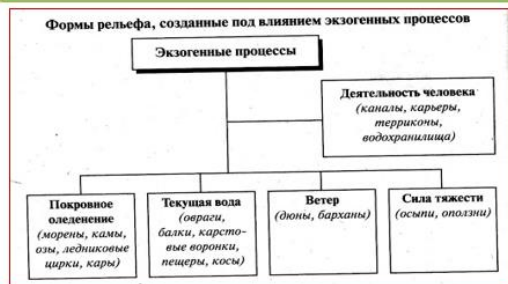 Формы рельефа, созданные под влиянием экзогенных процессов
Экзогенные процессы
Деятельность человека
(каналы, карьеры,
терриконы,
водохранилища)
Покровное
оледенение
(морены, камы,
озы, ледниковые
цирки, кары)
Текущая вода
(овраги,
балки, карсто-
вые воронки,
пещеры, косы)
Ветер
(дюны, барханы)
Сила тяжести
(осыпи, оползни)